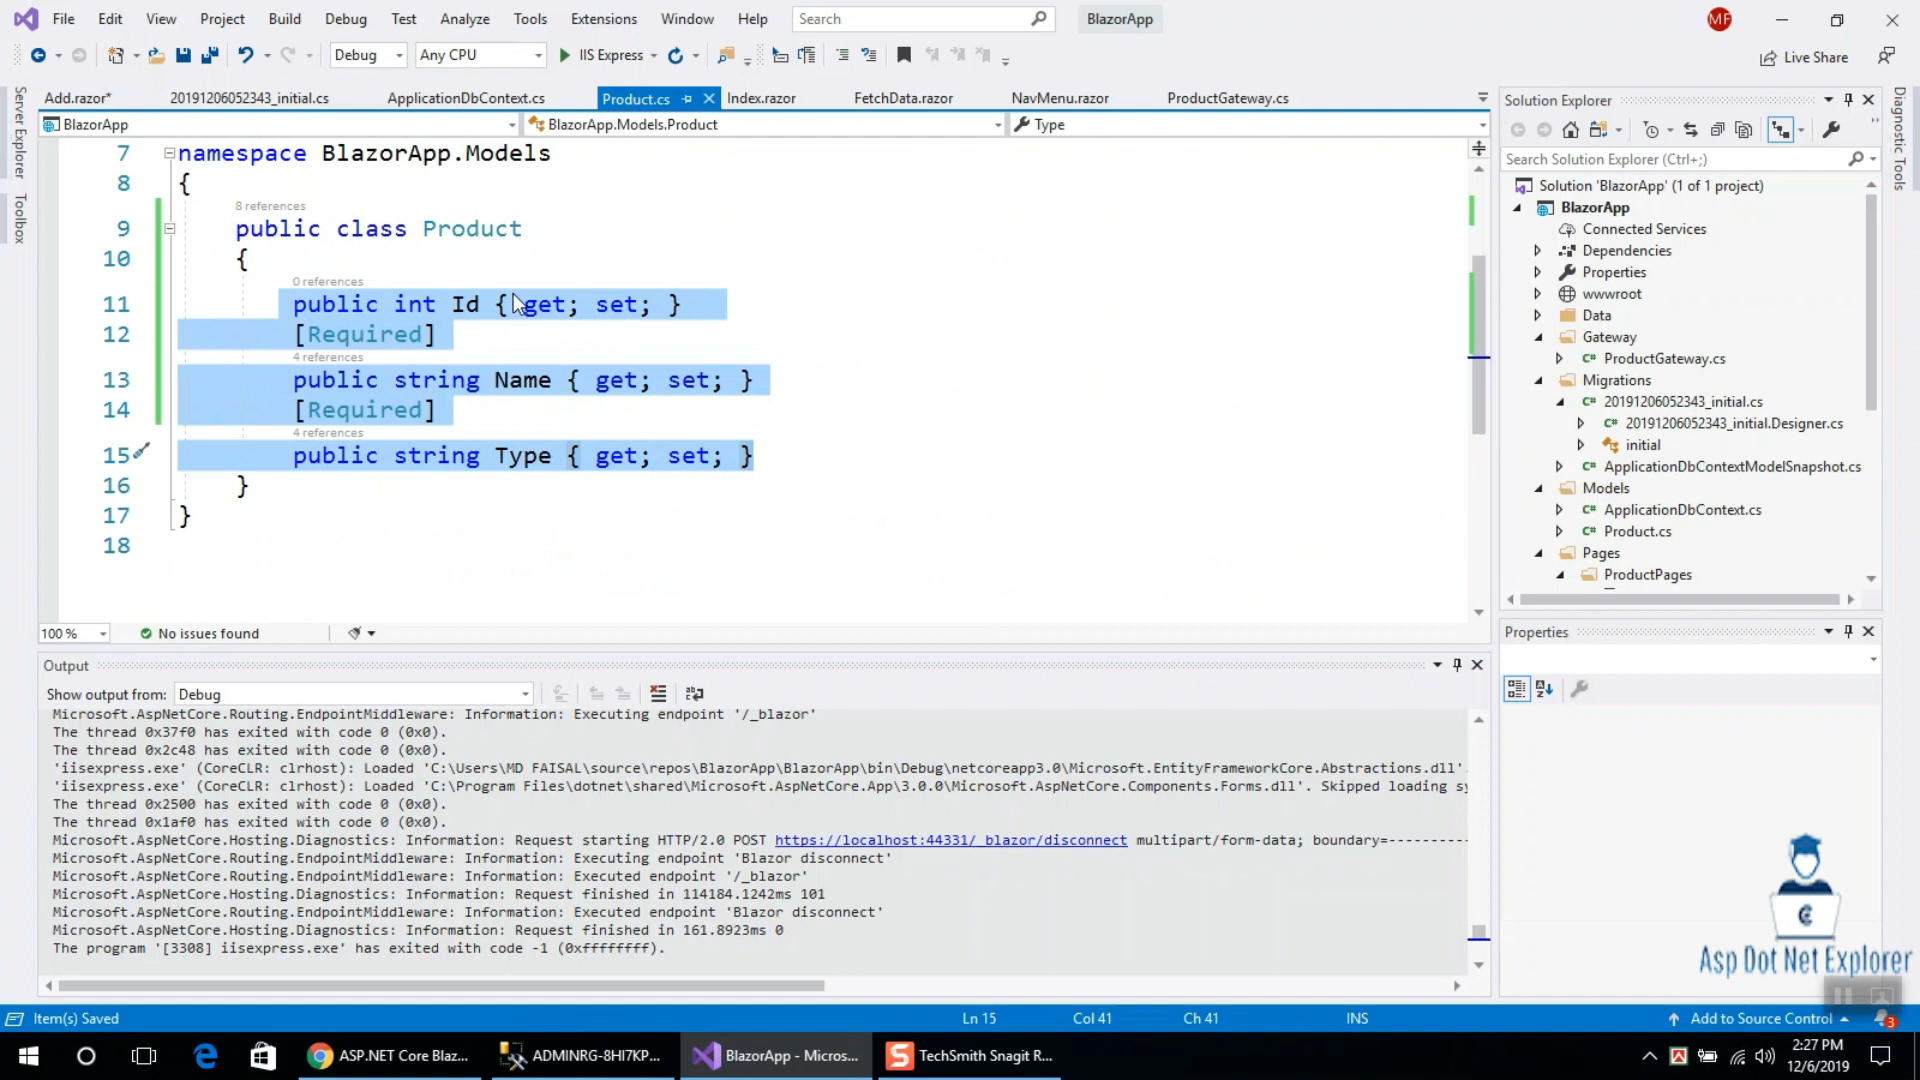 File Edit View Project Build Debug Test Analyze Tools Extensions Window Help Search BlazorApp MF
Debug Any CPU IIS Express Live Share
Server Explorer
Toolbox
Add.razor* 20191206052343_initial.cs ApplicationDbContext.cs Product.cs Index.razor FetchData.razor NavMenu.razor ProductGateway.cs
BlazorApp BlazorApp.Models.Product Type
7 namespace BlazorApp.Models
8 {
8 references
9 public class Product
10 {
0 references
11 public int Id { get; set; }
12 [Required]
4 references
13 public string Name { get; set; }
14 [Required]
4 references
15 public string Type { get; set; }
16 }
17 }
18
100 % No issues found
Output
Show output from: Debug
Microsoft.AspNetCore.Routing.EndpointMiddleware: Information: Executing endpoint '/_blazor'
The thread 0x37f0 has exited with code 0 (0x0).
The thread 0x2c48 has exited with code 0 (0x0).
'iisexpress.exe' (CoreCLR: clrhost): Loaded 'C:\Users\MD FAISAL\source\repos\BlazorApp\BlazorApp\bin\Debug\netcoreapp3.0\Microsoft.EntityFrameworkCore.Abstractions.dll'.
'iisexpress.exe' (CoreCLR: clrhost): Loaded 'C:\Program Files\dotnet\shared\Microsoft.AspNetCore.App\3.0.0\Microsoft.AspNetCore.Components.Forms.dll'. Skipped loading sy
The thread 0x2500 has exited with code 0 (0x0).
The thread 0x1af0 has exited with code 0 (0x0).
Microsoft.AspNetCore.Hosting.Diagnostics: Information: Request starting HTTP/2.0 POST https://localhost:44331/_blazor/disconnect multipart/form-data; boundary=----------
Microsoft.AspNetCore.Routing.EndpointMiddleware: Information: Executing endpoint 'Blazor disconnect'
Microsoft.AspNetCore.Routing.EndpointMiddleware: Information: Executed endpoint '/_blazor'
Microsoft.AspNetCore.Hosting.Diagnostics: Information: Request finished in 114184.1242ms 101
Microsoft.AspNetCore.Routing.EndpointMiddleware: Information: Executed endpoint 'Blazor disconnect'
Microsoft.AspNetCore.Hosting.Diagnostics: Information: Request finished in 161.8923ms 0
The program '[3308] iisexpress.exe' has exited with code -1 (0xffffffff).
Solution Explorer
Search Solution Explorer (Ctrl+;)
Solution 'BlazorApp' (1 of 1 project)
BlazorApp
Connected Services
Dependencies
Properties
wwwroot
Data
Gateway
C# ProductGateway.cs
Migrations
C# 20191206052343_initial.cs
C# 20191206052343_initial.Designer.cs
initial
C# ApplicationDbContextModelSnapshot.cs
Models
C# ApplicationDbContext.cs
C# Product.cs
Pages
ProductPages
Properties
Diagnostic Tools
Asp Dot Net Explorer
Item(s) Saved Ln 15 Col 41 Ch 41 INS Add to Source Control 3
ASP.NET Core Blaz... ADMINRG-8HI7KP... BlazorApp - Micros... TechSmith Snagit R...
2:27 PM
12/6/2019